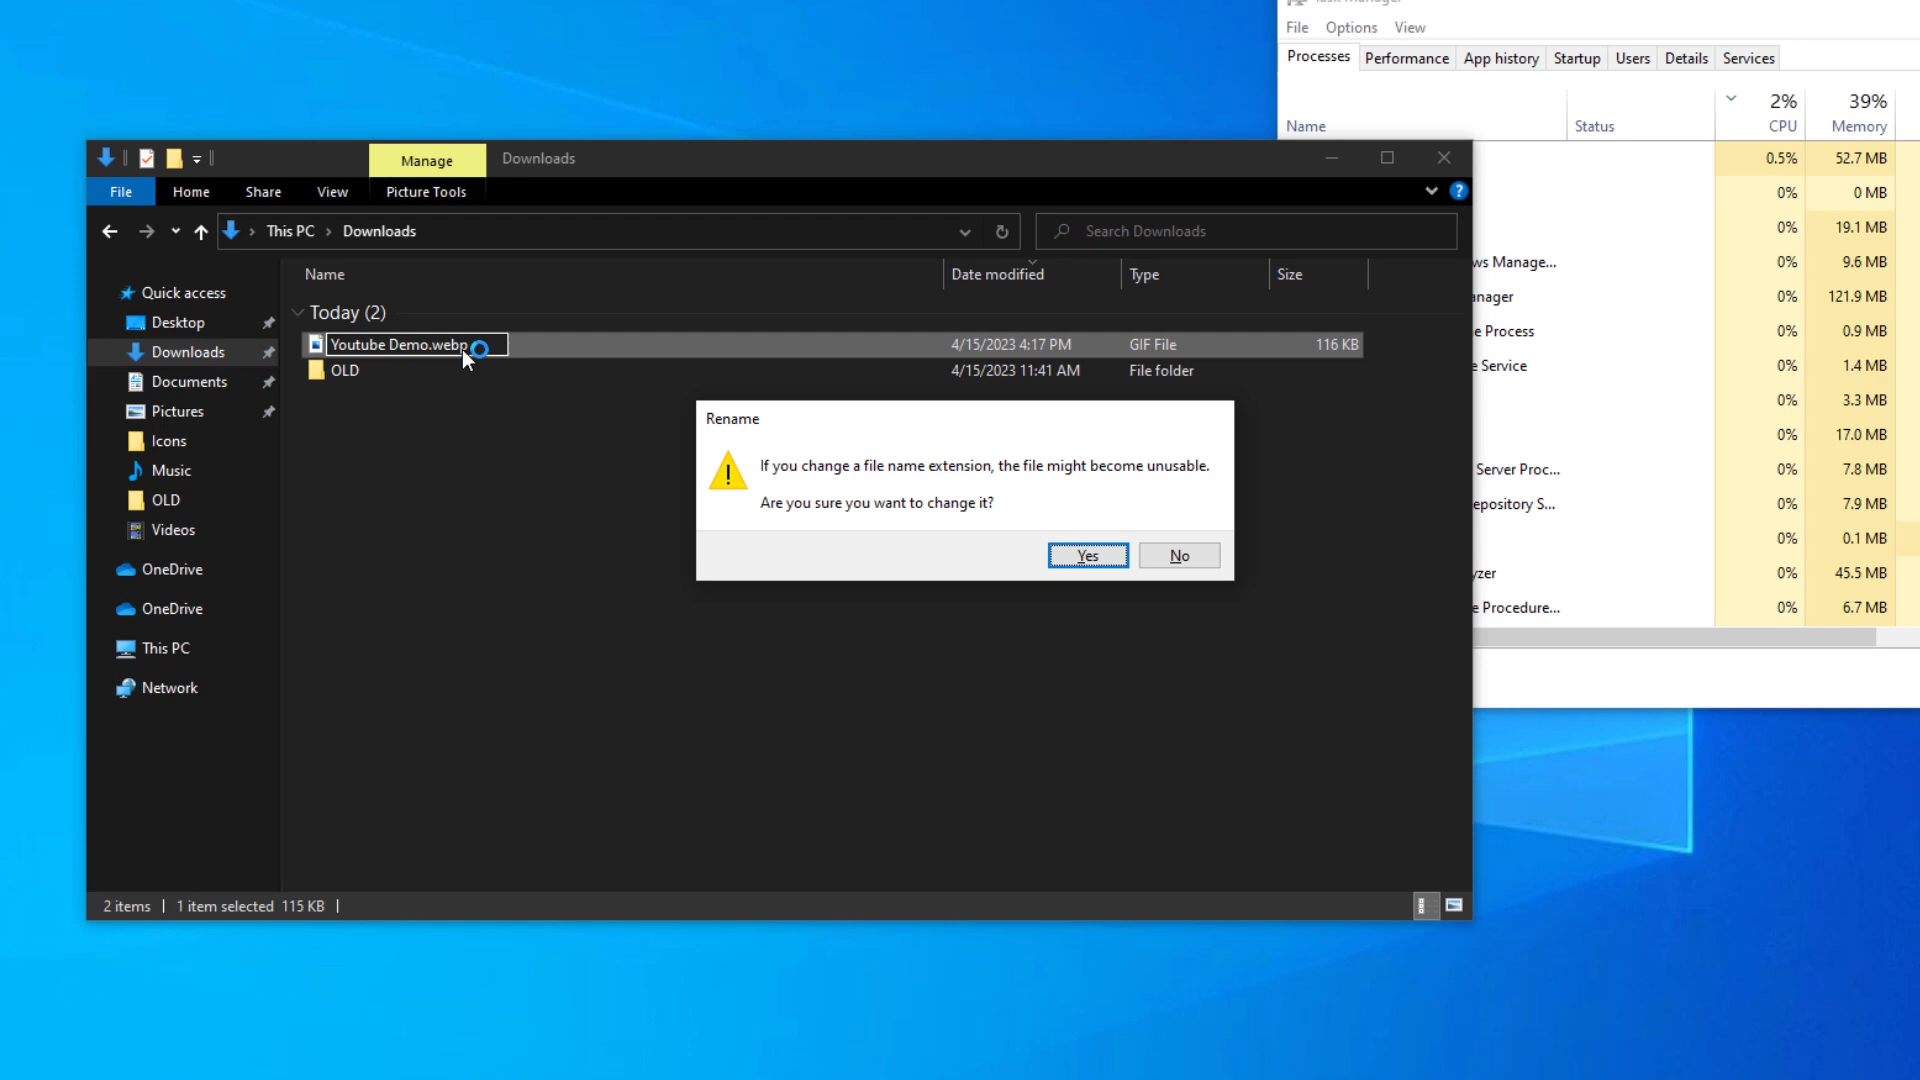 Task Manager
File Options View
Processes Performance App history Startup Users Details Services
2% 39%
Name Status CPU Memory
Manage Downloads
File Home Share View Picture Tools
This PC Downloads Search Downloads
Name Date modified Type Size
Quick access
Desktop
Downloads
Documents
Pictures
Icons
Music
OLD
Videos
OneDrive
OneDrive
This PC
Network
Today (2)
Youtube Demo.webp 4/15/2023 4:17 PM GIF File 116 KB
OLD 4/15/2023 11:41 AM File folder
Rename
If you change a file name extension, the file might become unusable.
Are you sure you want to change it?
Yes No
2 items 1 item selected 115 KB
0.5% 52.7 MB
0% 0 MB
0% 19.1 MB
ws Manage... 0% 9.6 MB
anager 0% 121.9 MB
e Process 0% 0.9 MB
e Service 0% 1.4 MB
0% 3.3 MB
0% 17.0 MB
Server Proc... 0% 7.8 MB
epository S... 0% 7.9 MB
0% 0.1 MB
yzer 0% 45.5 MB
e Procedure... 0% 6.7 MB